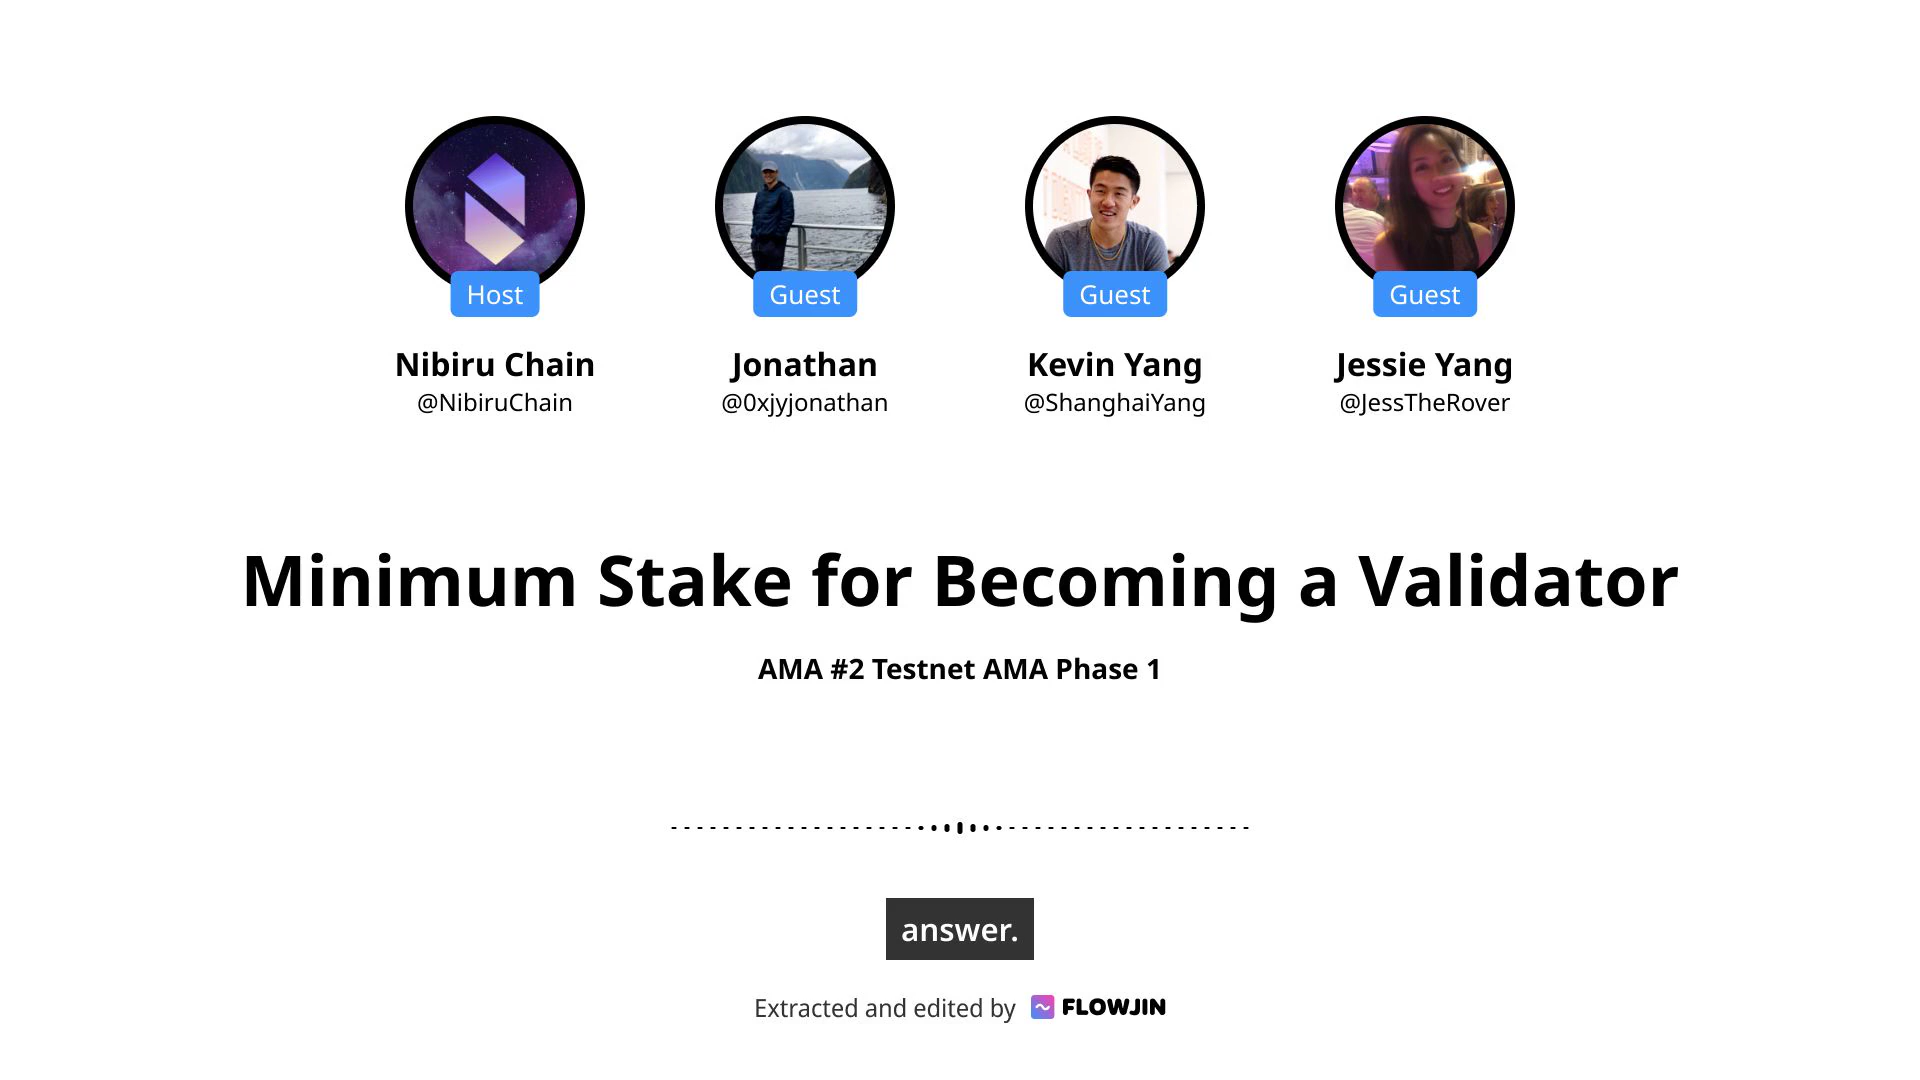 Host
Guest
Guest
Guest
Nibiru Chain
Jonathan
Kevin Yang
Jessie Yang
@NibiruChain
@0xjyjonathan
@ShanghaiYang
@JessTheRover
Minimum Stake for Becoming a Validator
AMA #2 Testnet AMA Phase 1
answer.
Extracted and edited by FLOWJIN